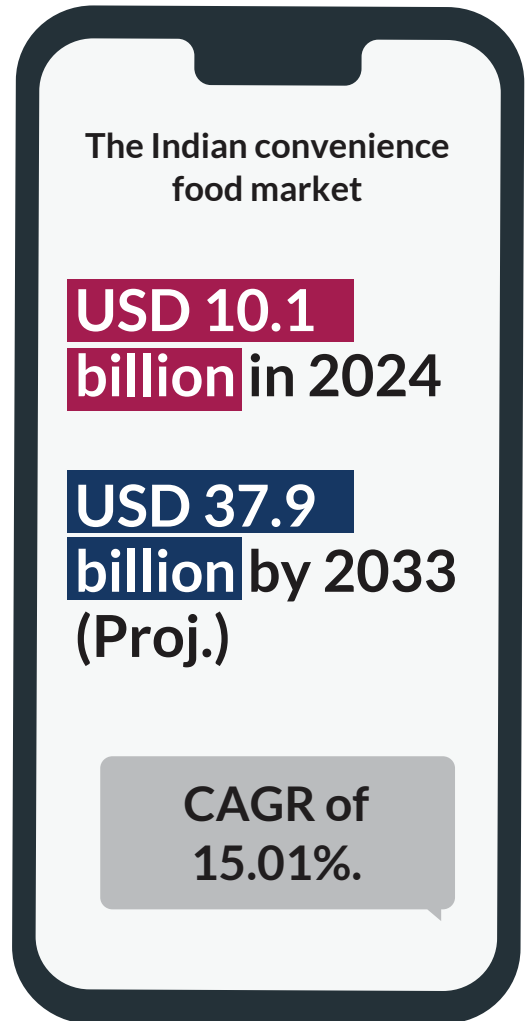 The Indian convenience
food market
USD 10.1
billion in 2024
USD 37.9
billion by 2033
(Proj.)
CAGR of
15.01%.